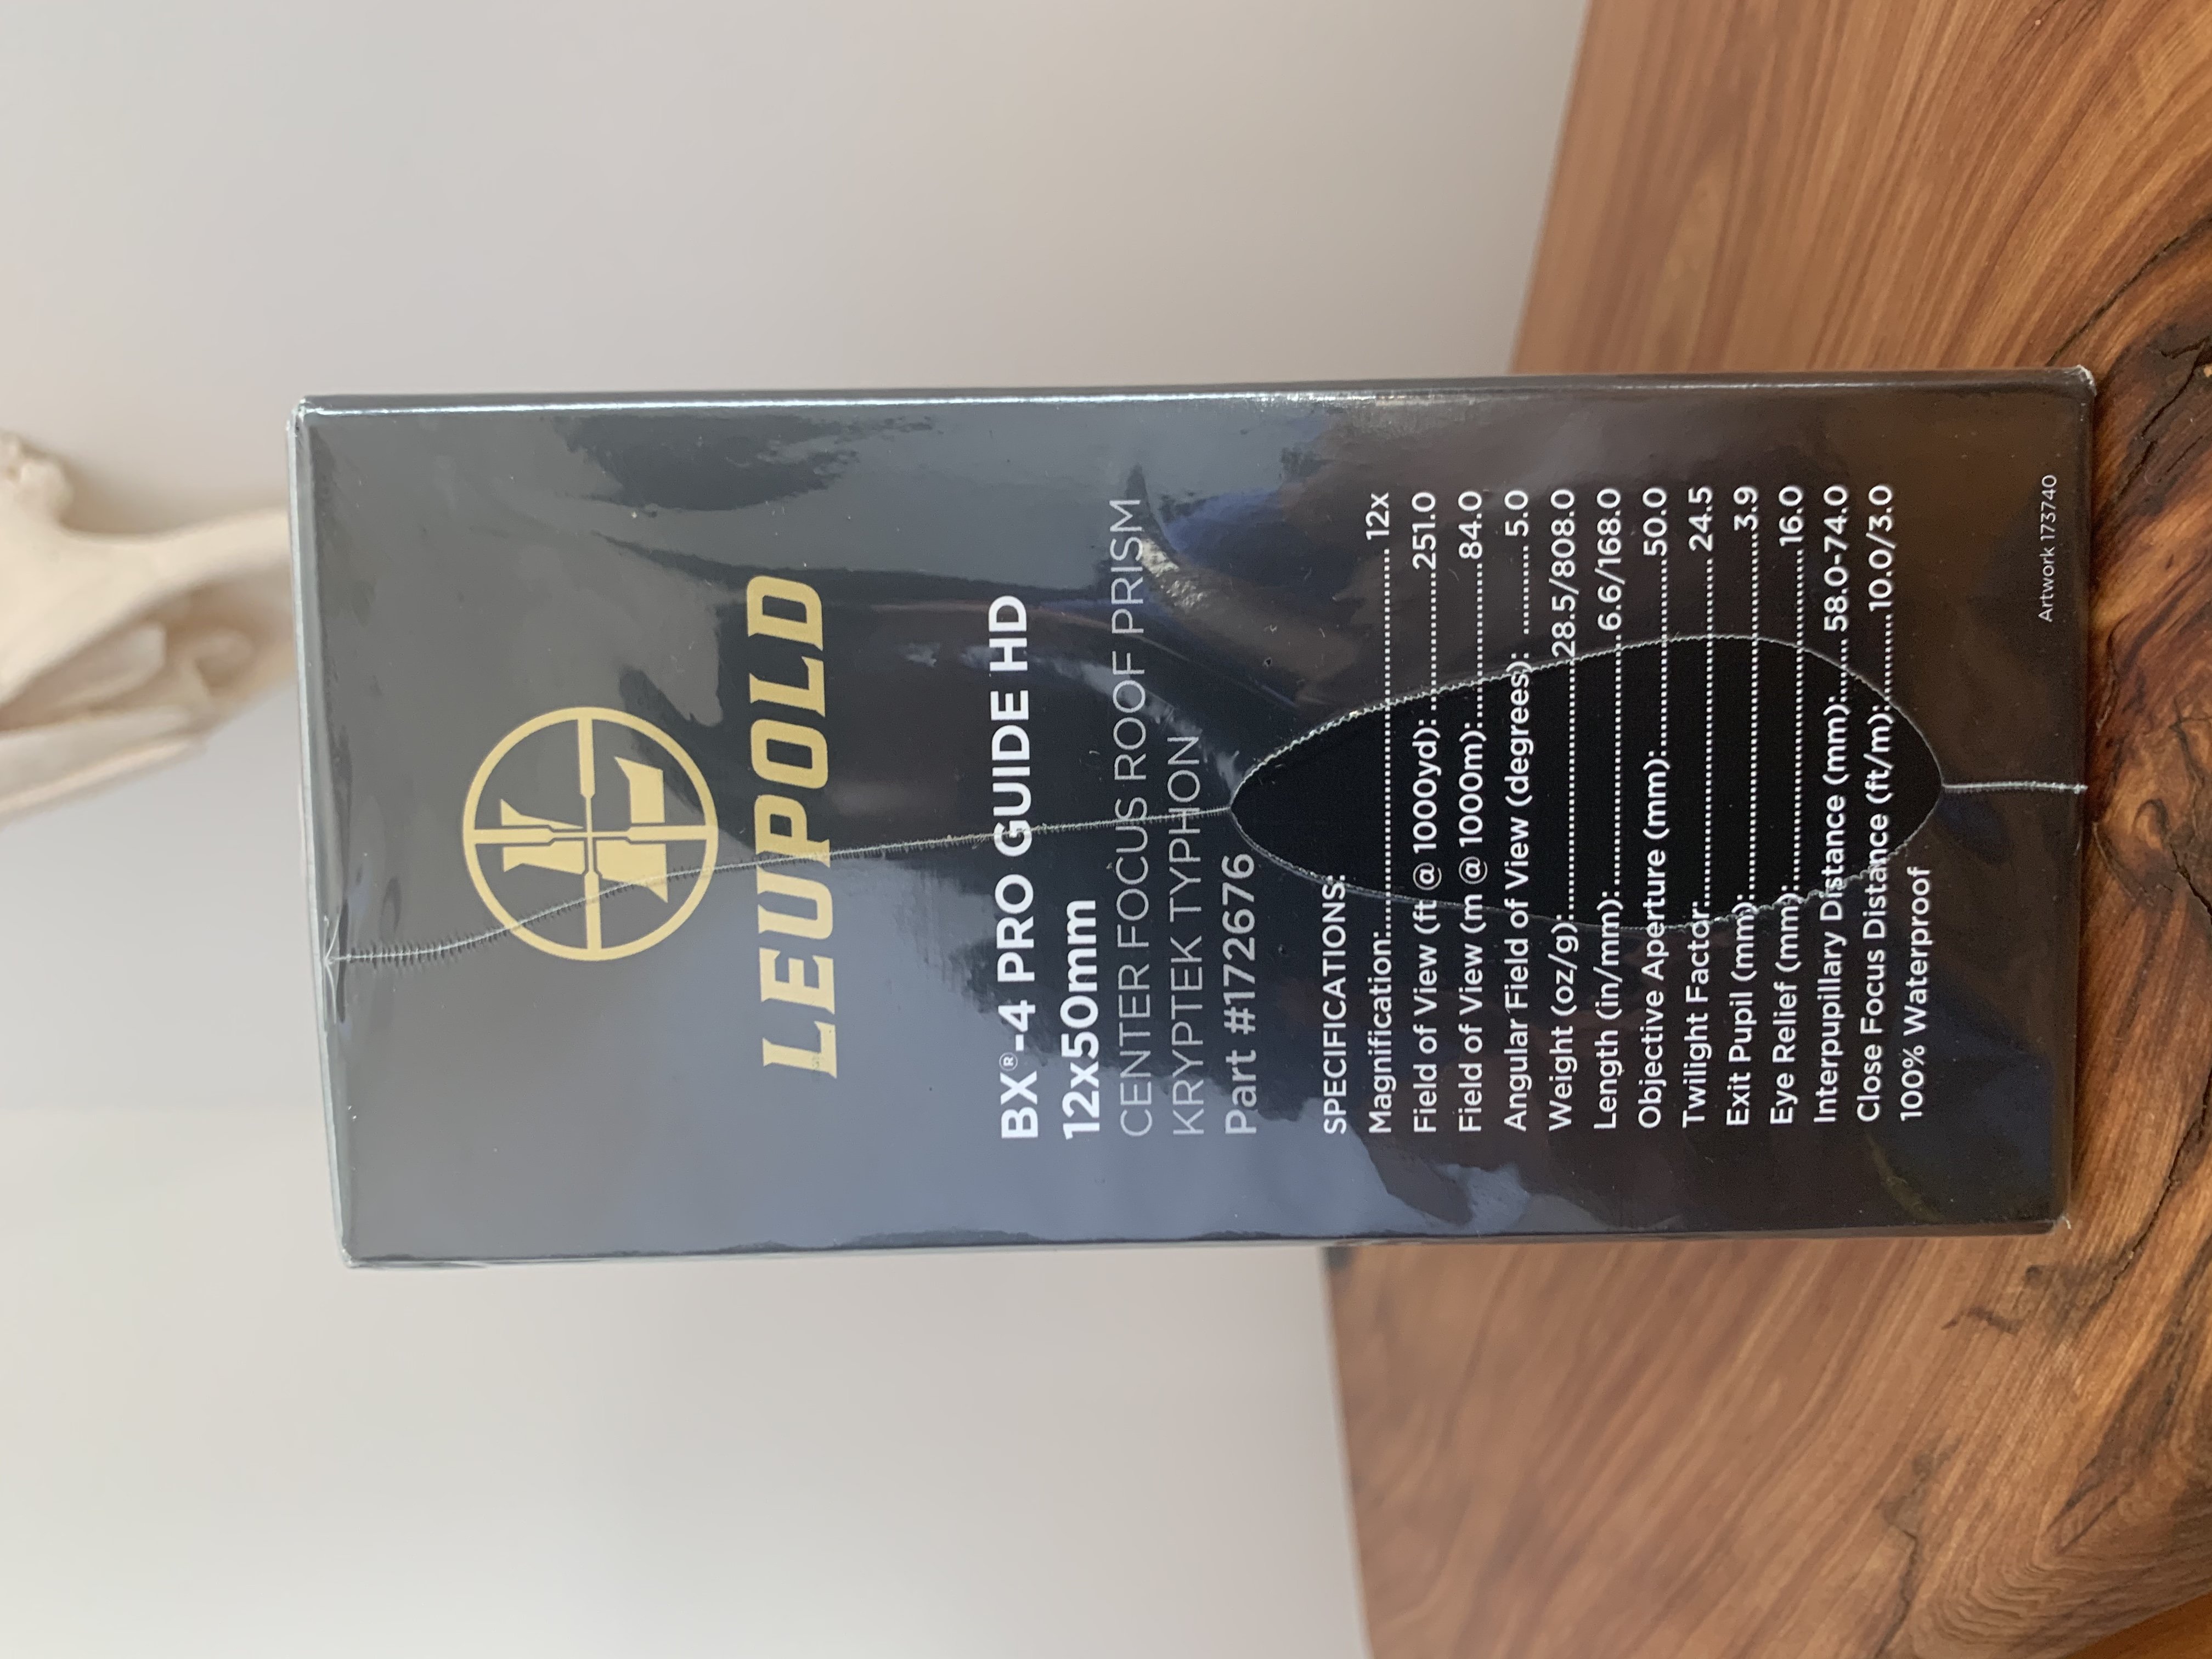 LEUPOLD
BX®-4 PRO GUIDE HD
12x50mm
CENTER FOCUS ROOF PRISM
KRYPTEK TYPHON
Part #172676
SPECIFICATIONS:
Magnification:........................................................ 12x
Field of View (ft @ 1000yd): ......................251.0
Field of View (m @ 1000m):........................84.0
Angular Field of View (degrees): ........... 5.0
Weight (oz/g):.....................................28.5/808.0
Length (in/mm):.....................................6.6/168.0
Objective Aperture (mm):..........................50.0
Twilight Factor:.................................................. 24.5
Exit Pupil (mm):....................................................3.9
Eye Relief (mm):................................................16.0
Interpupillary Distance (mm):.... 58.0-74.0
Close Focus Distance (ft/m):............10.0/3.0
100% Waterproof
Artwork 173740